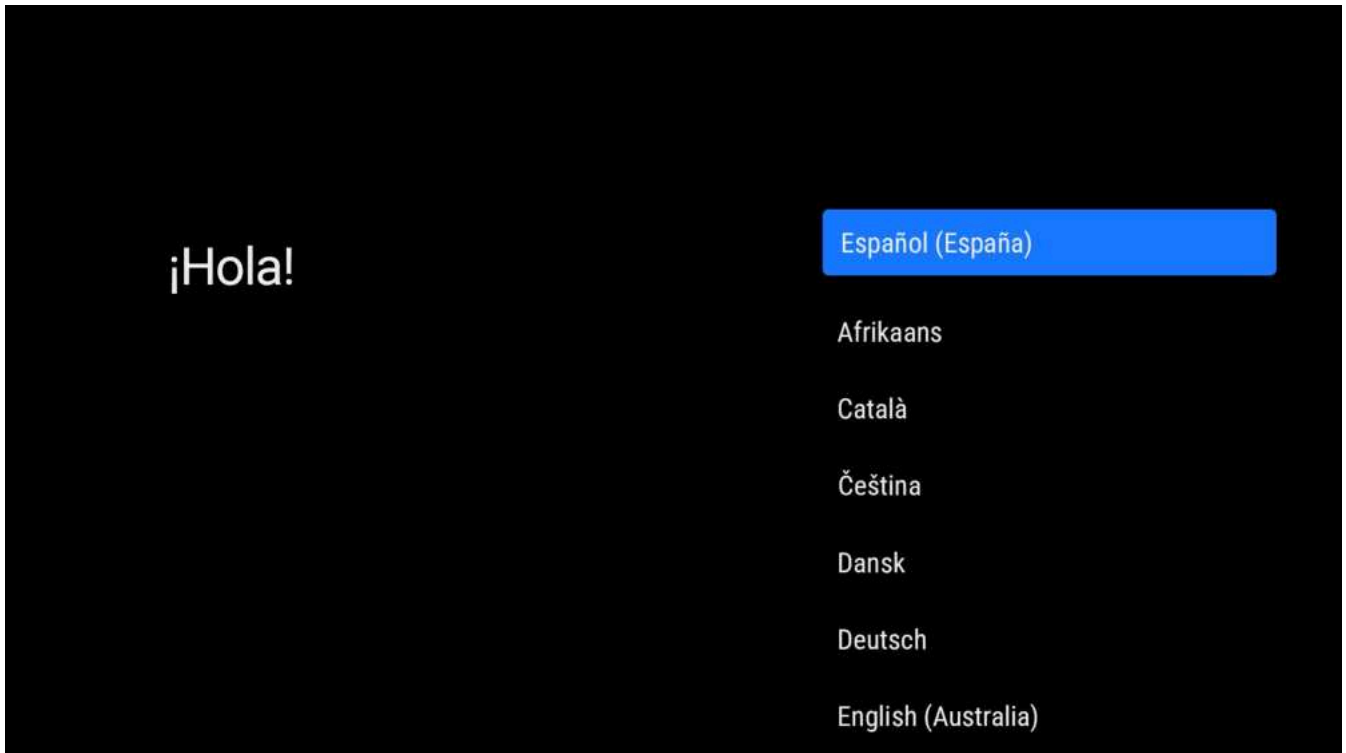 ¡Hola!
Español (España)
Afrikaans
Català
Čeština
Dansk
Deutsch
English (Australia)